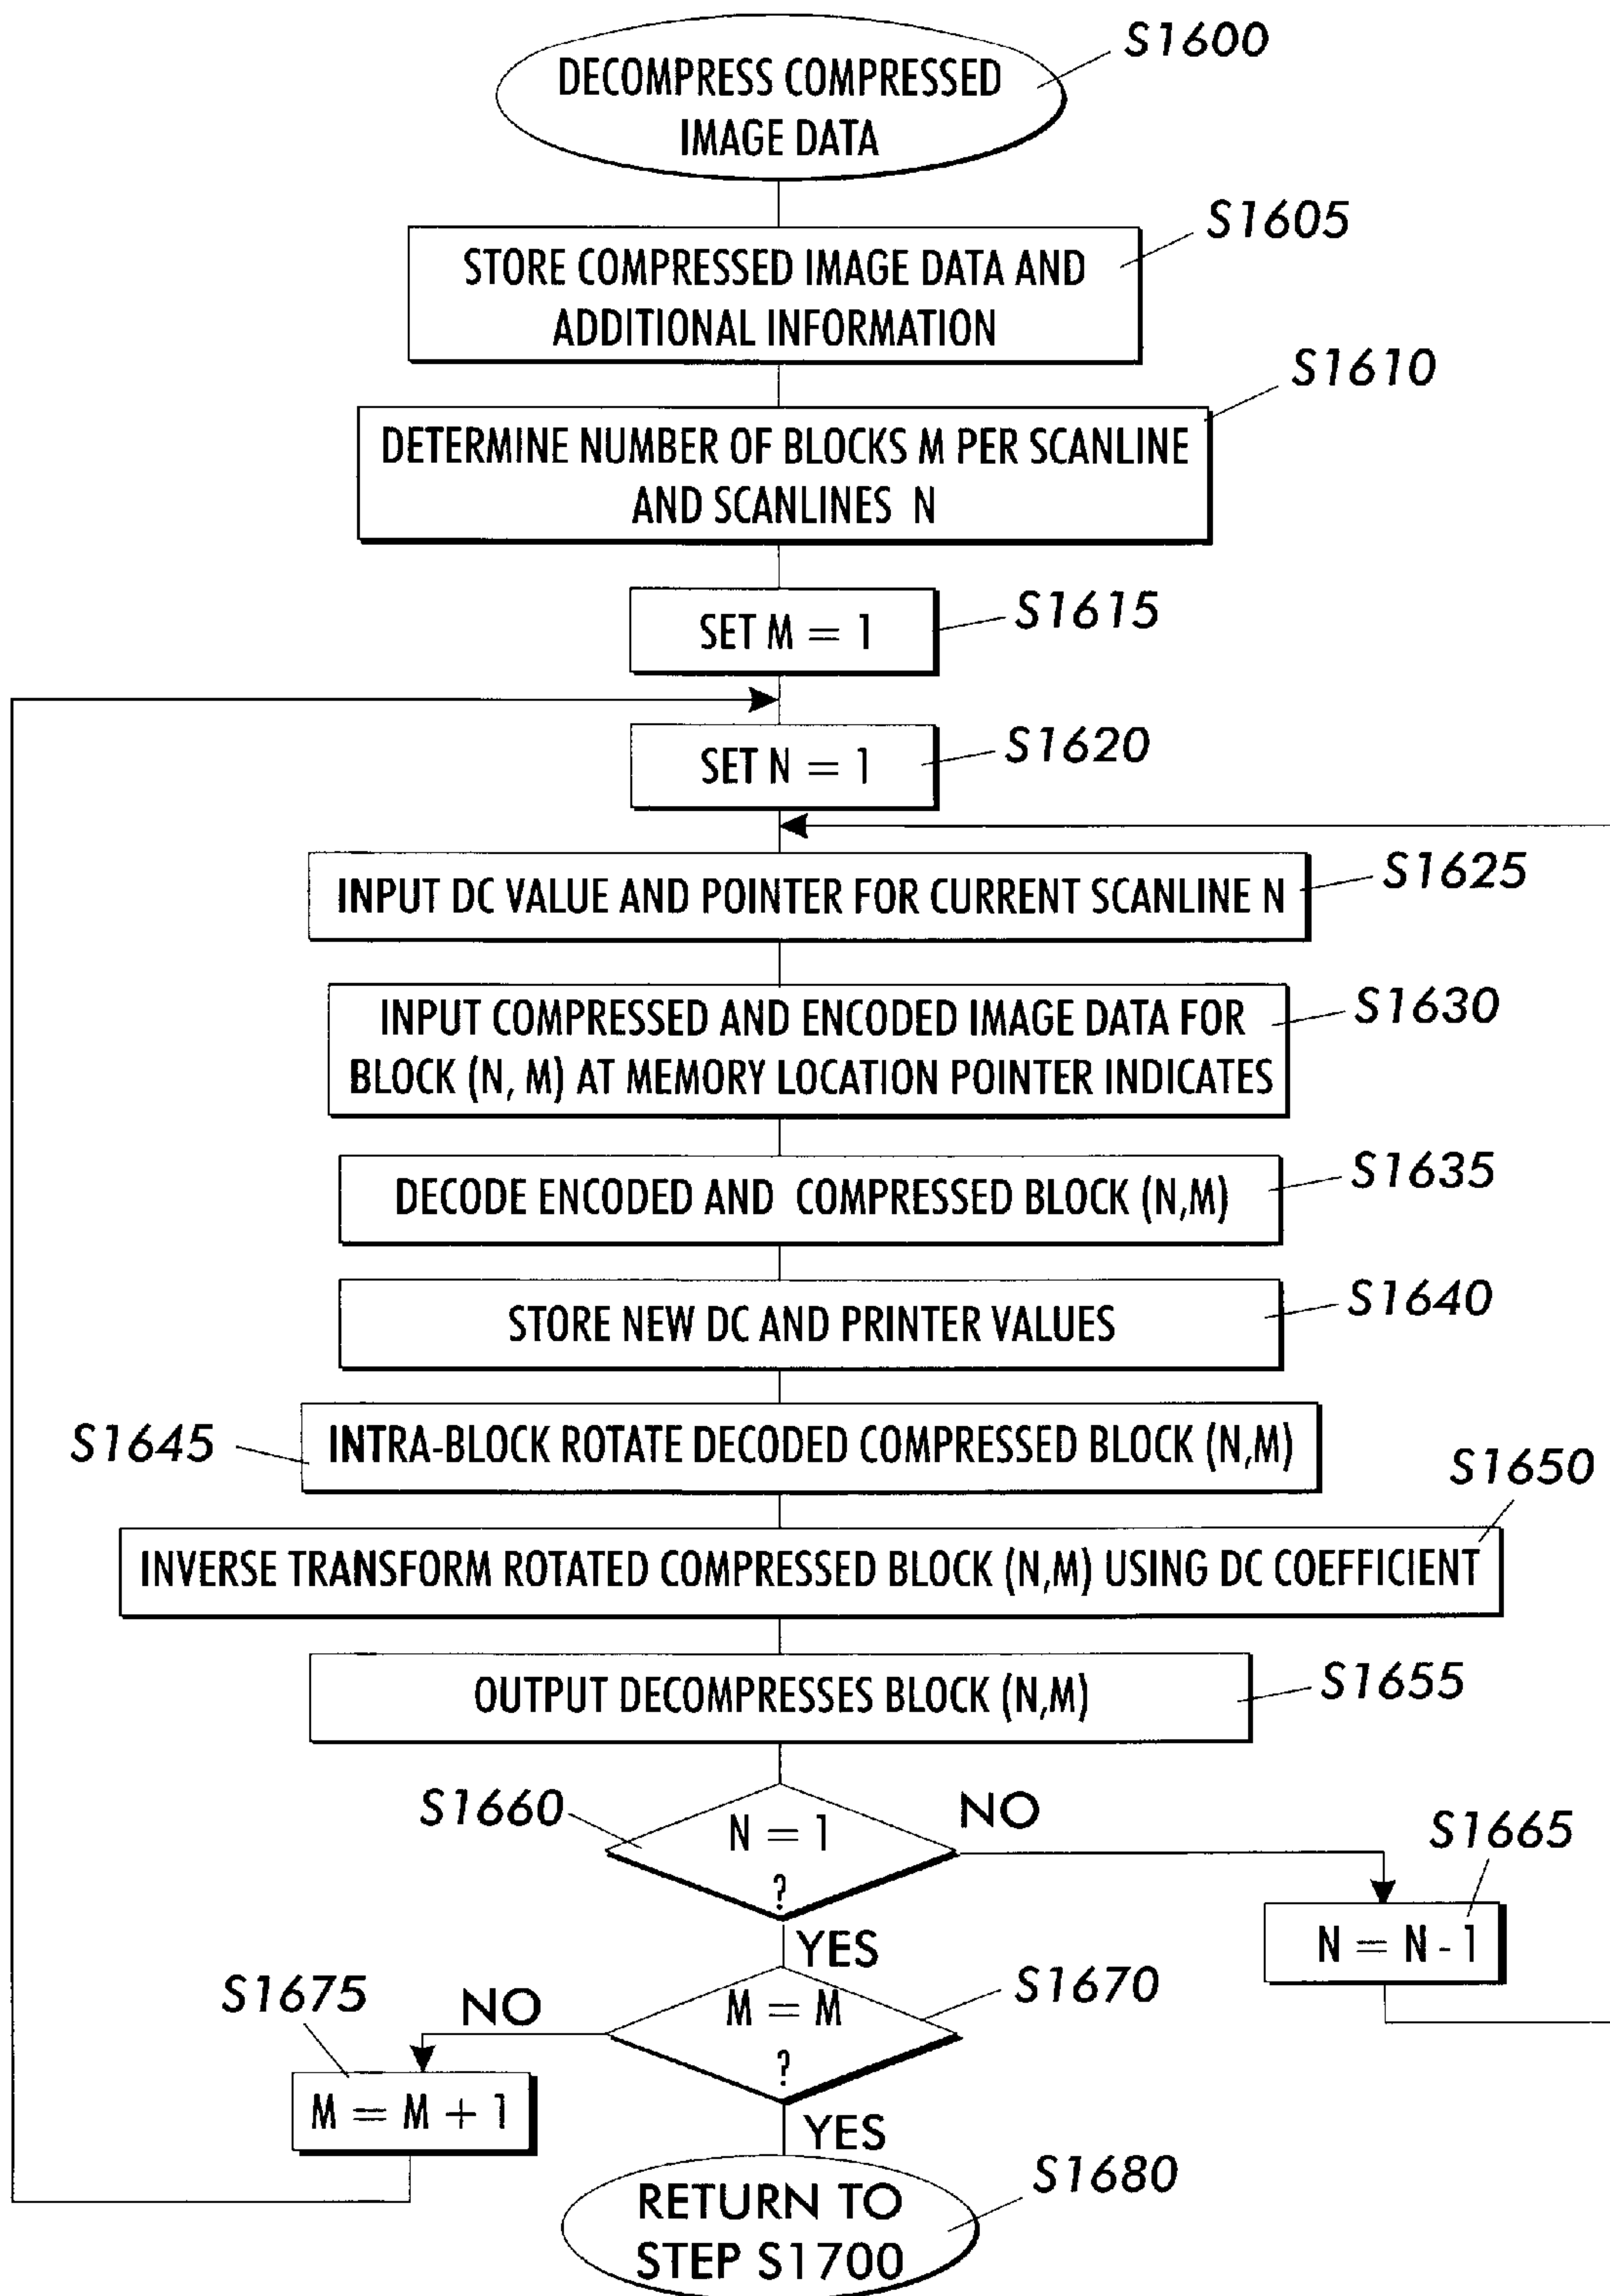 S1600
DECOMPRESS COMPRESSED
IMAGE DATA
S1605
STORE COMPRESSED IMAGE DATA AND
ADDITIONAL INFORMATION
S1610
DETERMINE NUMBER OF BLOCKS M PER SCANLINE
AND SCANLINES N
S1615
SET M = 1
S1620
SET N = 1
S1625
INPUT DC VALUE AND POINTER FOR CURRENT SCANLINE N
S1630
INPUT COMPRESSED AND ENCODED IMAGE DATA FOR
BLOCK (N, M) AT MEMORY LOCATION POINTER INDICATES
S1635
DECODE ENCODED AND COMPRESSED BLOCK (N,M)
S1640
STORE NEW DC AND PRINTER VALUES
S1645
INTRA-BLOCK ROTATE DECODED COMPRESSED BLOCK (N,M)
S1650
INVERSE TRANSFORM ROTATED COMPRESSED BLOCK (N,M) USING DC COEFFICIENT
S1655
OUTPUT DECOMPRESSES BLOCK (N,M)
S1660
N = 1
?
NO
S1665
N = N - 1
YES
S1670
M = M
?
NO
S1675
M = M + 1
YES
S1680
RETURN TO
STEP S1700